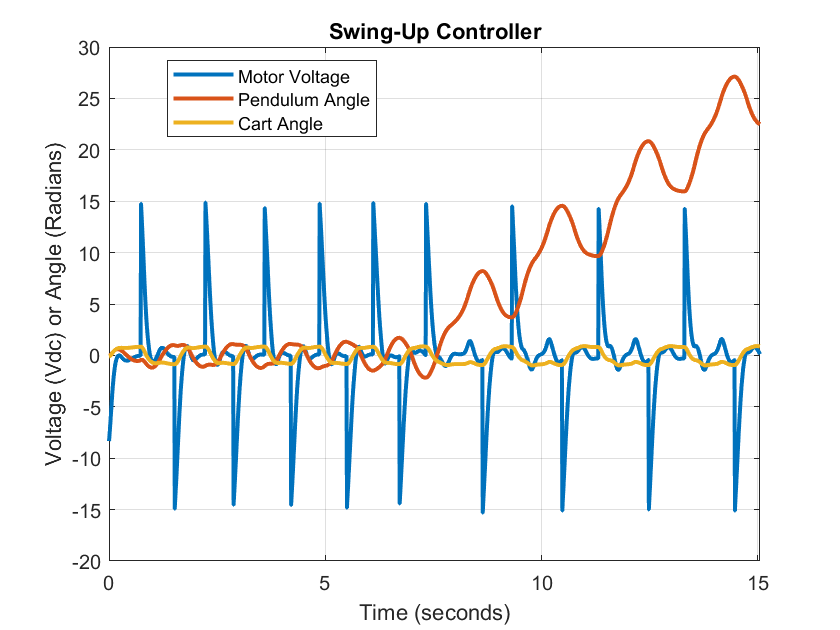 Swing-Up Controller
Motor Voltage
Pendulum Angle
Cart Angle
Voltage (Vdc) or Angle (Radians)
30
25
20
15
10
5
0
-5
-10
-15
-20
0
5
10
15
Time (seconds)